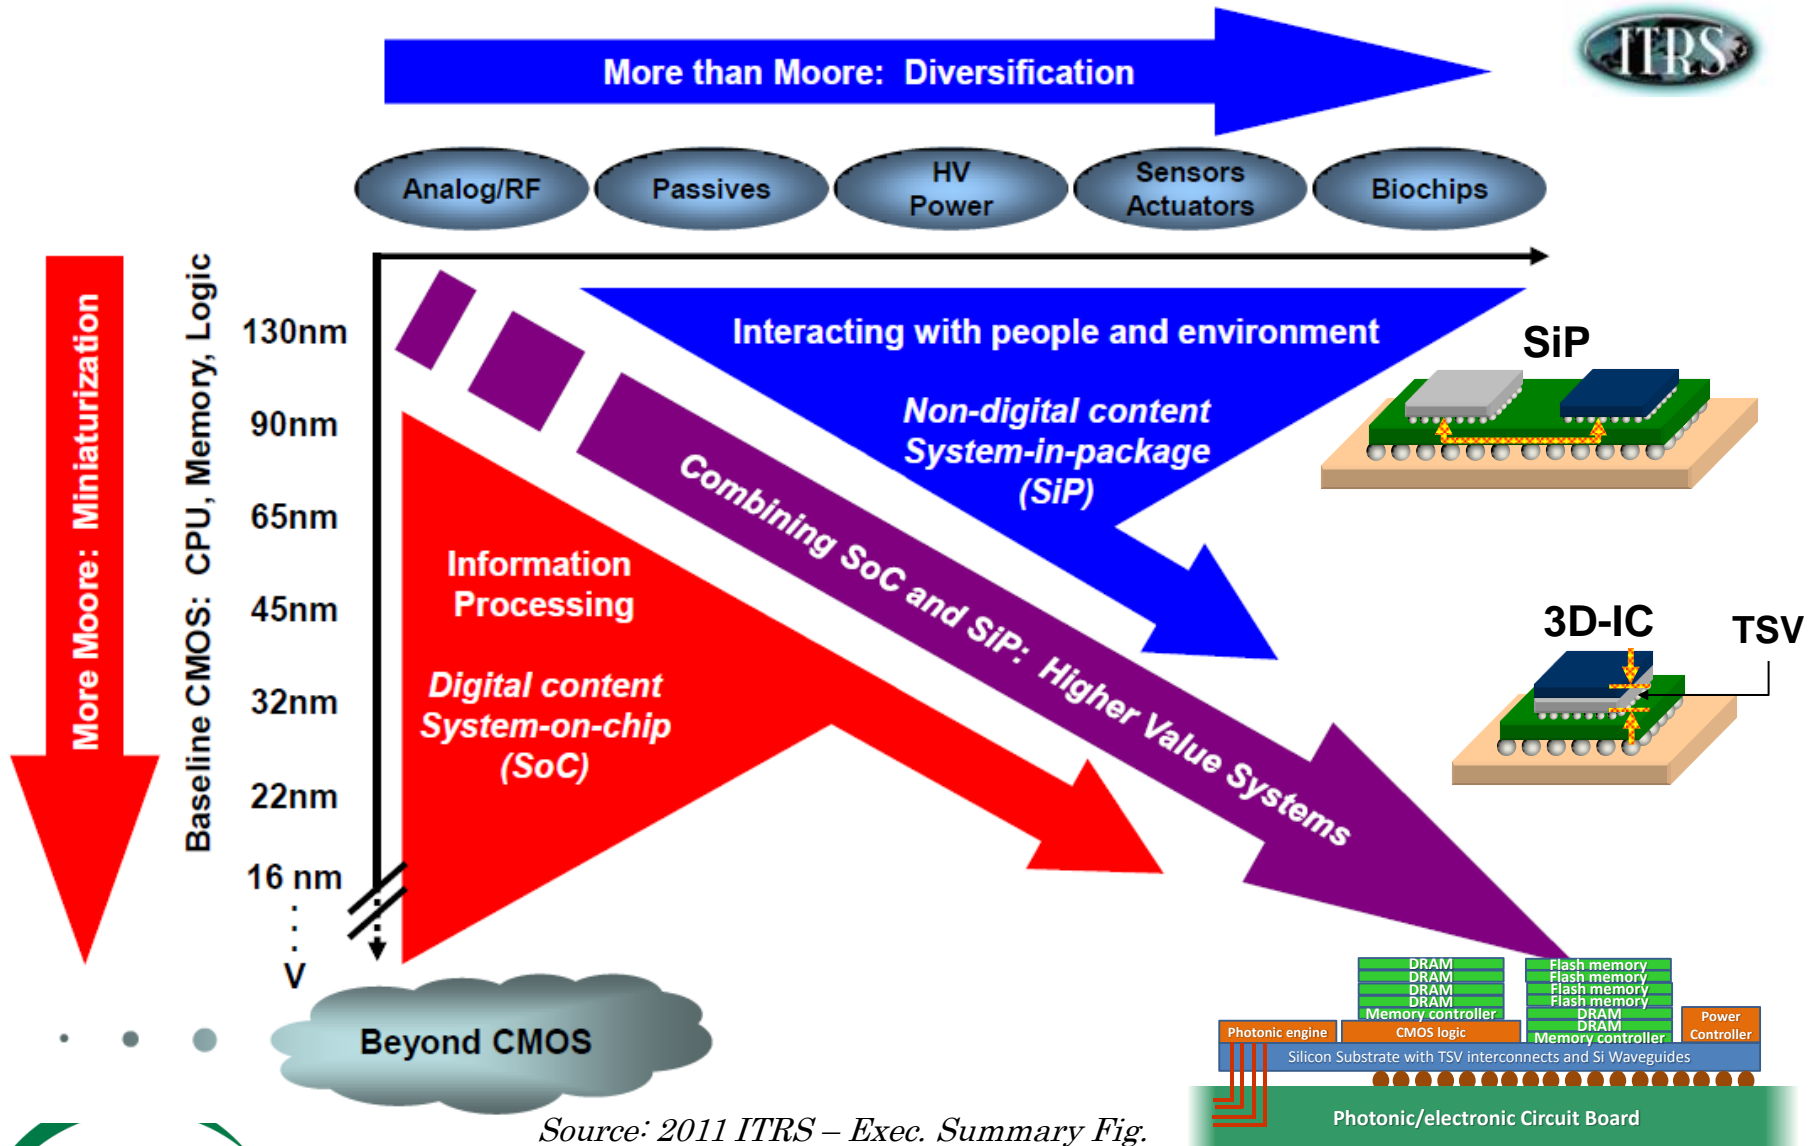 ITRS
More than Moore: Diversification
Analog/RF
Passives
HV
Power
Sensors
Actuators
Biochips
More Moore: Miniaturization
Baseline CMOS: CPU, Memory, Logic
130nm
90nm
65nm
45nm
32nm
22nm
16 nm
V
Interacting with people and environment
Non-digital content
System-in-package
(SiP)
Combining SoC and SiP: Higher Value Systems
Information
Processing
Digital content
System-on-chip
(SoC)
SiP
3D-IC
TSV
Beyond CMOS
DRAM
DRAM
DRAM
DRAM
Memory controller
Flash memory
Flash memory
Flash memory
Flash memory
DRAM
DRAM
Memory controller
Photonic engine
CMOS logic
Power
Controller
Silicon Substrate with TSV interconnects and Si Waveguides
Photonic/electronic Circuit Board
Source: 2011 ITRS – Exec. Summary Fig.